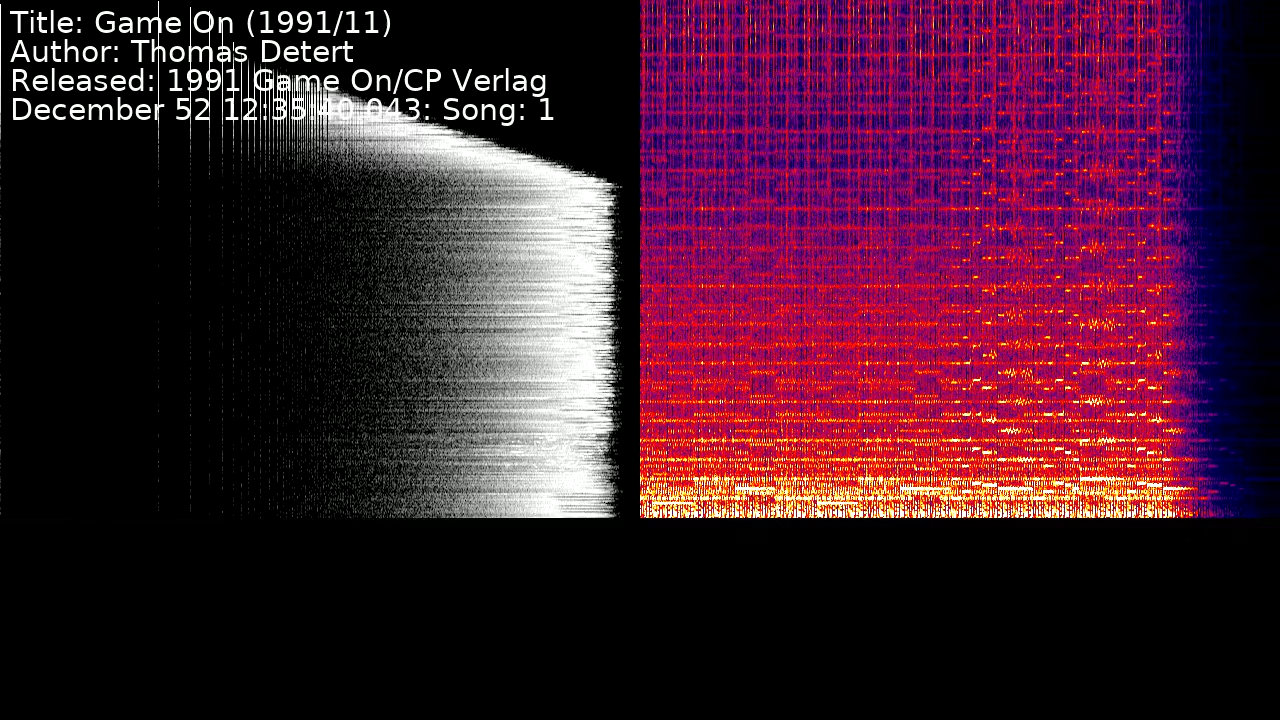 Title: Game On (1991/11)
Author: Thomas Detert
Released: 1991 Game On/CP Verlag
December 52 12:35:40.043: Song: 1